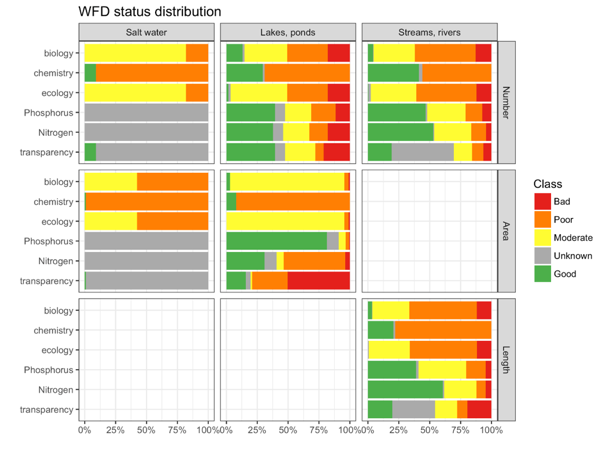 WFD status distribution
Salt water
Lakes, ponds
Streams, rivers
biology
chemistry
ecology
Phosphorus
Nitrogen
transparency
Number
biology
chemistry
ecology
Phosphorus
Nitrogen
transparency
Area
biology
chemistry
ecology
Phosphorus
Nitrogen
transparency
Length
0% 25% 50% 75% 100%
0% 25% 50% 75% 100%
0% 25% 50% 75% 100%
Class
Bad
Poor
Moderate
Unknown
Good